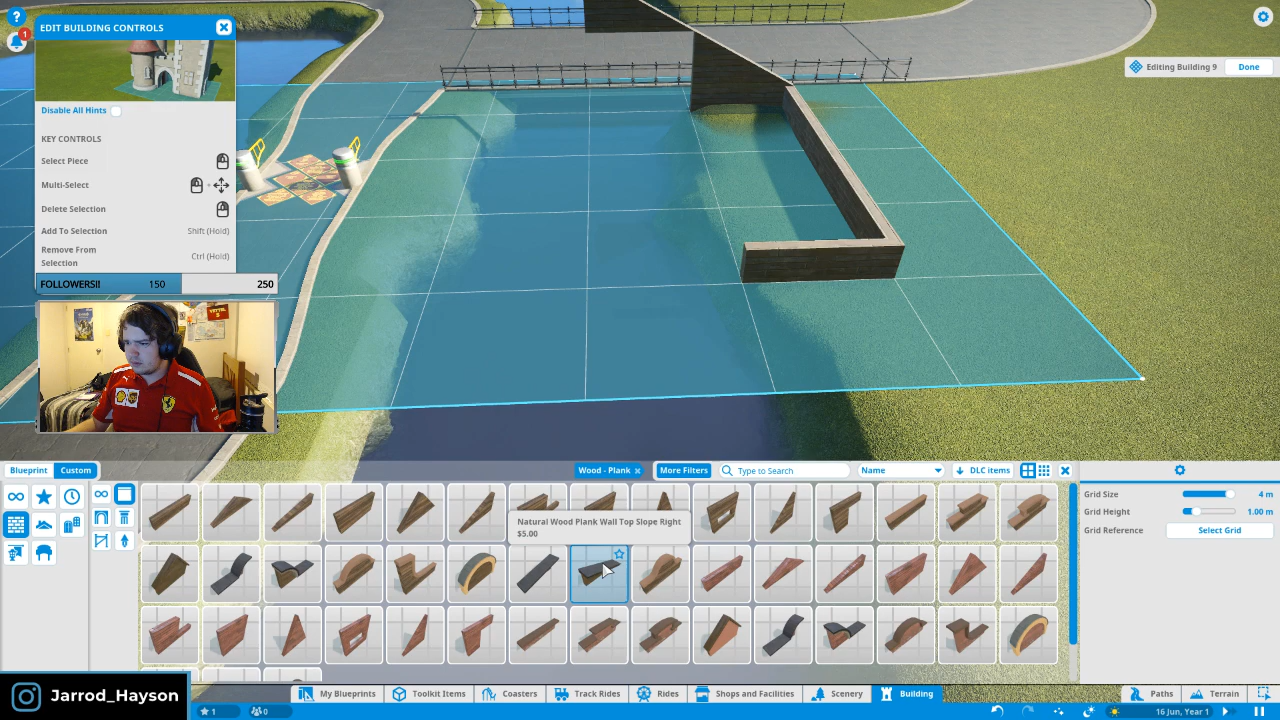 ?
1
EDIT BUILDING CONTROLS
Disable All Hints
KEY CONTROLS
Select Piece
Multi-Select
Delete Selection
Add To Selection Shift (Hold)
Remove From
Selection Ctrl (Hold)
FOLLOWERS!! 150 250
Editing Building 9 Done
Blueprint Custom
Wood - Plank × More Filters Type to Search Name DLC items
Natural Wood Plank Wall Top Slope Right
$5.00
Grid Size 4 m
Grid Height 1.00 m
Grid Reference Select Grid
Jarrod_Hayson
My Blueprints Toolkit Items Coasters Track Rides Rides Shops and Facilities Scenery Building Paths Terrain
1 0 16 Jun, Year 1